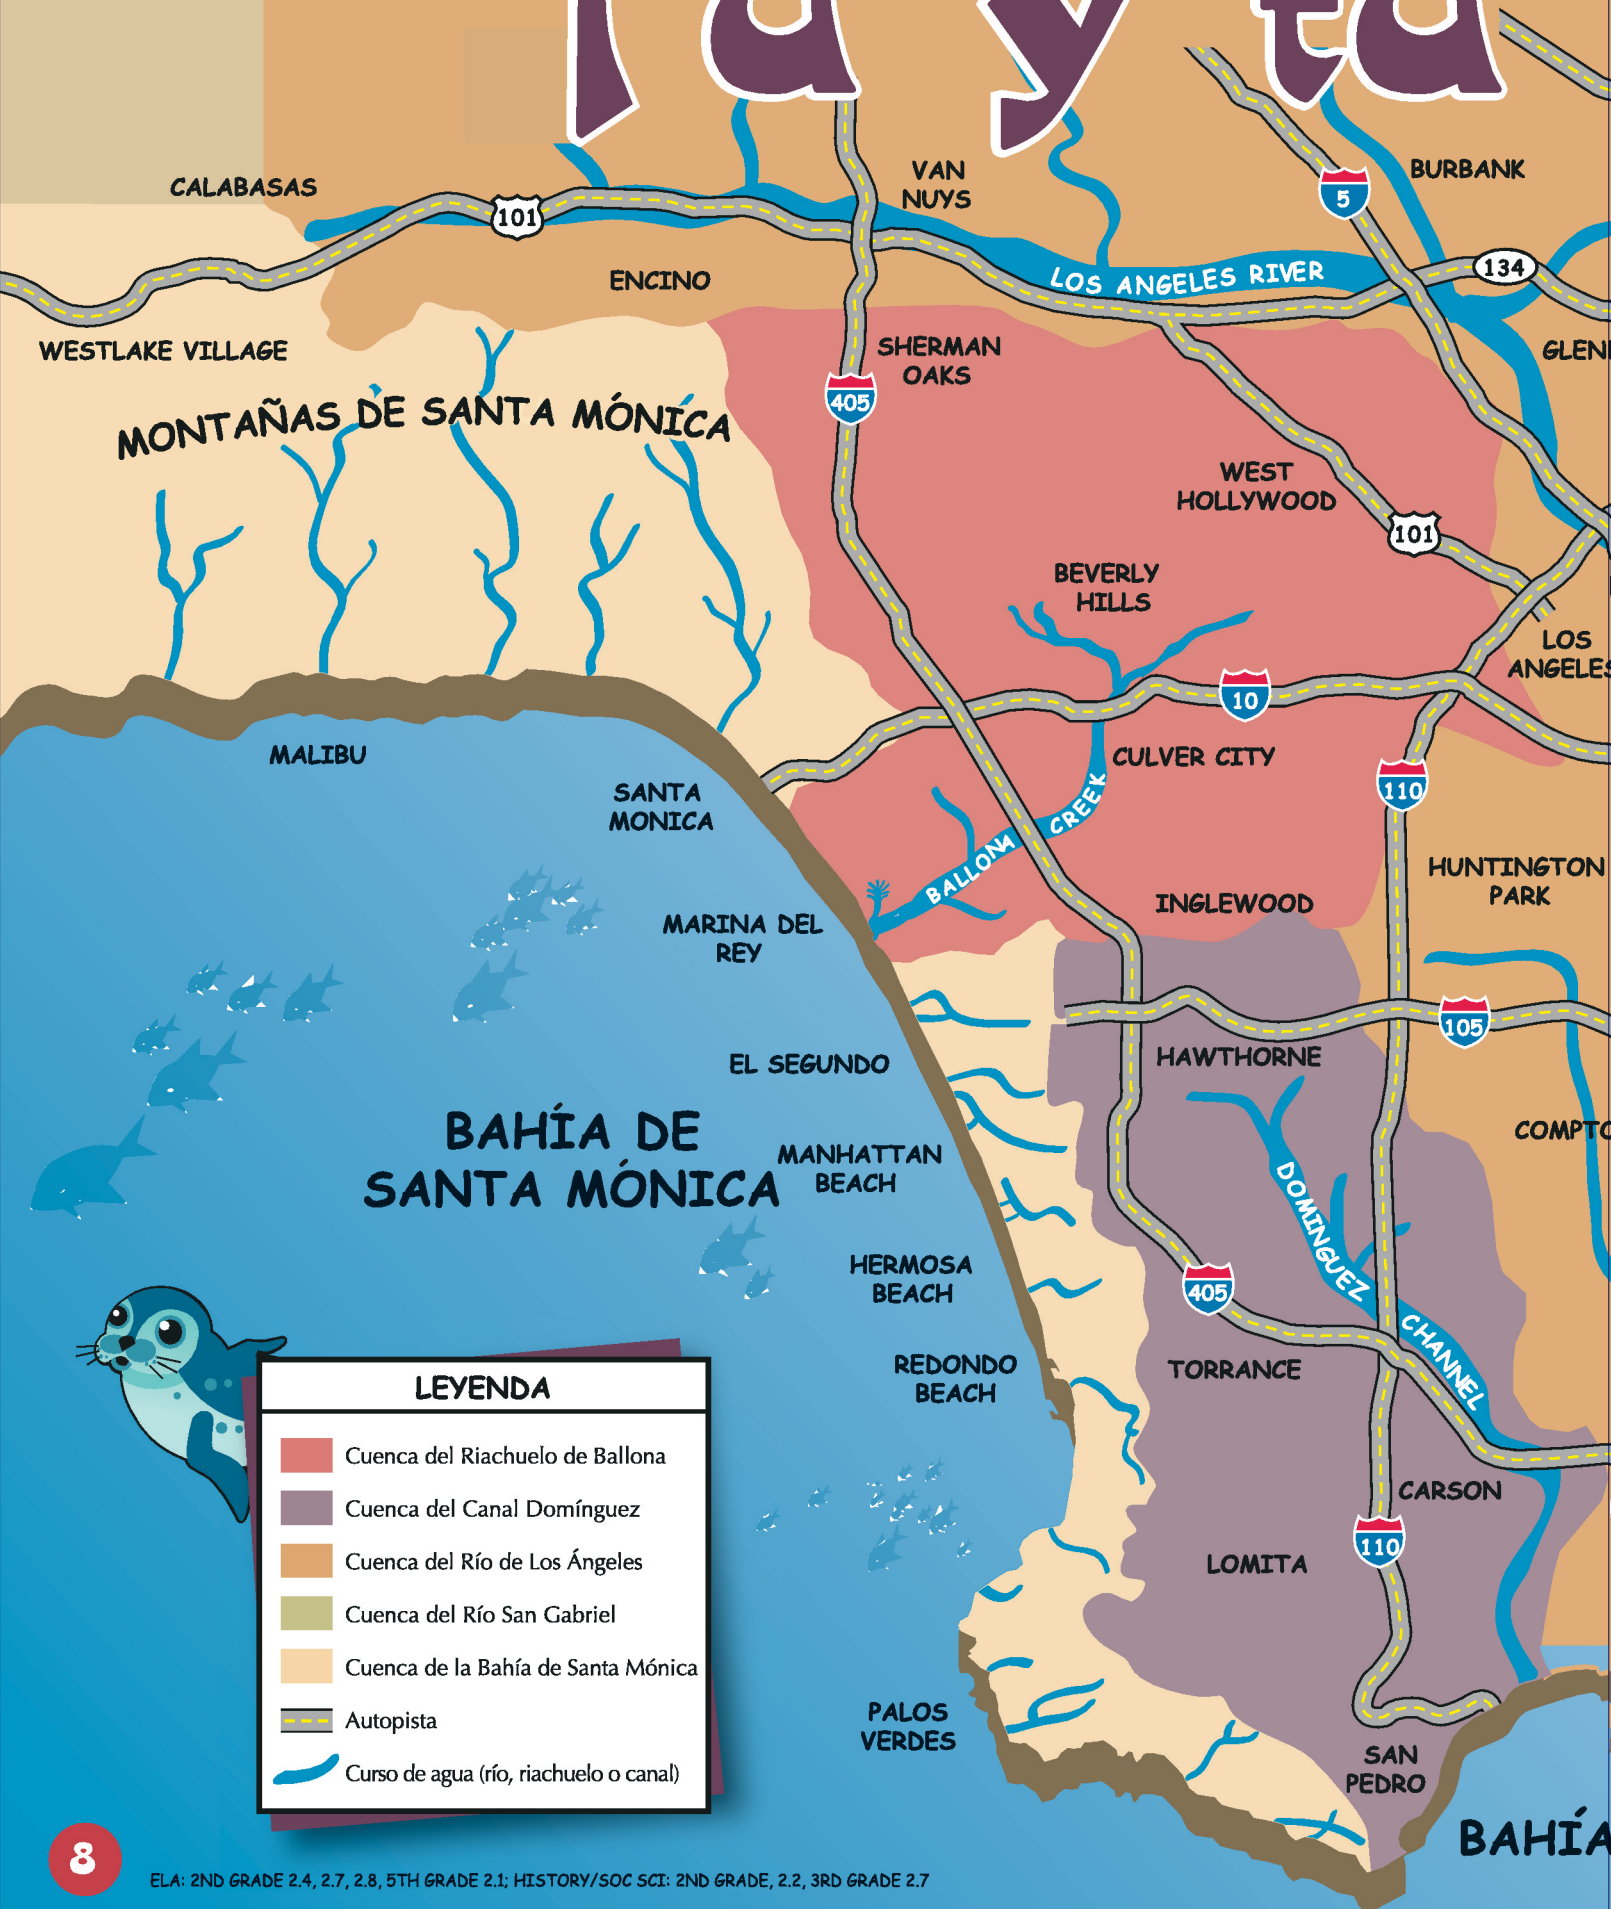 CALABASAS
101
VAN
NUYS
5
BURBANK
134
LOS ANGELES RIVER
ENCINO
WESTLAKE VILLAGE
SHERMAN
OAKS
405
MONTAÑAS DE SANTA MÓNICA
WEST
HOLLYWOOD
101
BEVERLY
HILLS
LOS
ANGELES
10
CULVER CITY
MALIBU
SANTA
MONICA
110
BALLONA CREEK
HUNTINGTON
PARK
INGLEWOOD
MARINA DEL
REY
105
HAWTHORNE
EL SEGUNDO
BAHÍA DE
SANTA MÓNICA
MANHATTAN
BEACH
DOMINGUEZ CHANNEL
HERMOSA
BEACH
405
REDONDO
BEACH
TORRANCE
CARSON
110
LOMITA
PALOS
VERDES
SAN
PEDRO
BAHÍA
LEYENDA
Cuenca del Riachuelo de Ballona
Cuenca del Canal Domínguez
Cuenca del Río de Los Ángeles
Cuenca del Río San Gabriel
Cuenca de la Bahía de Santa Mónica
Autopista
Curso de agua (río, riachuelo o canal)
8
ELA: 2ND GRADE 2.4, 2.7, 2.8, 5TH GRADE 2.1; HISTORY/SOC SCI: 2ND GRADE, 2.2, 3RD GRADE 2.7